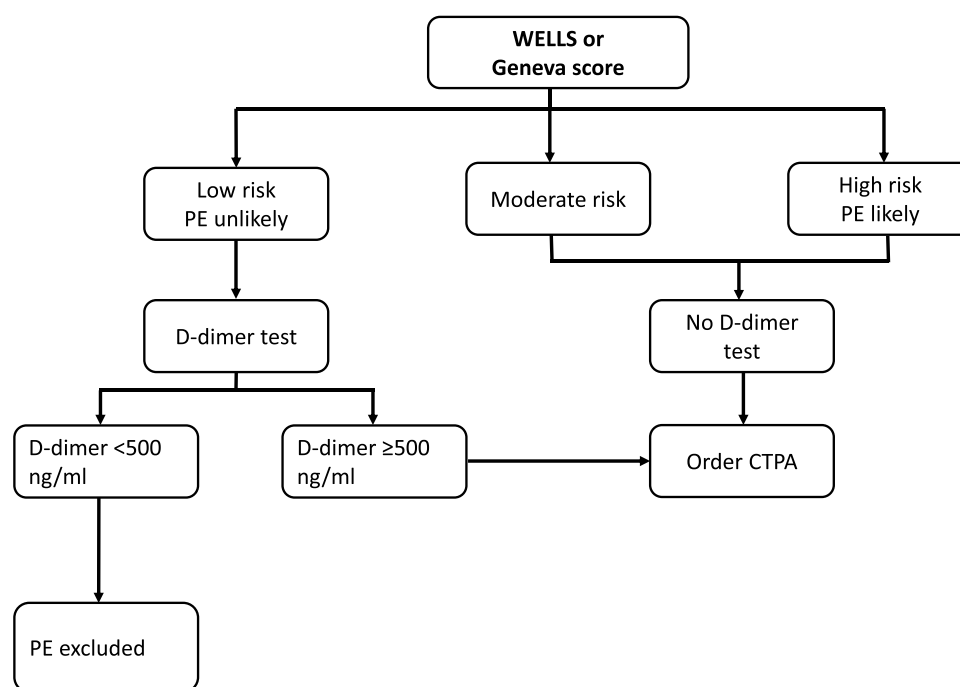 WELLS or
Geneva score
Low risk
PE unlikely
Moderate risk
High risk
PE likely
D-dimer test
No D-dimer
test
D-dimer <500
ng/ml
D-dimer ≥500
ng/ml
Order CTPA
PE excluded